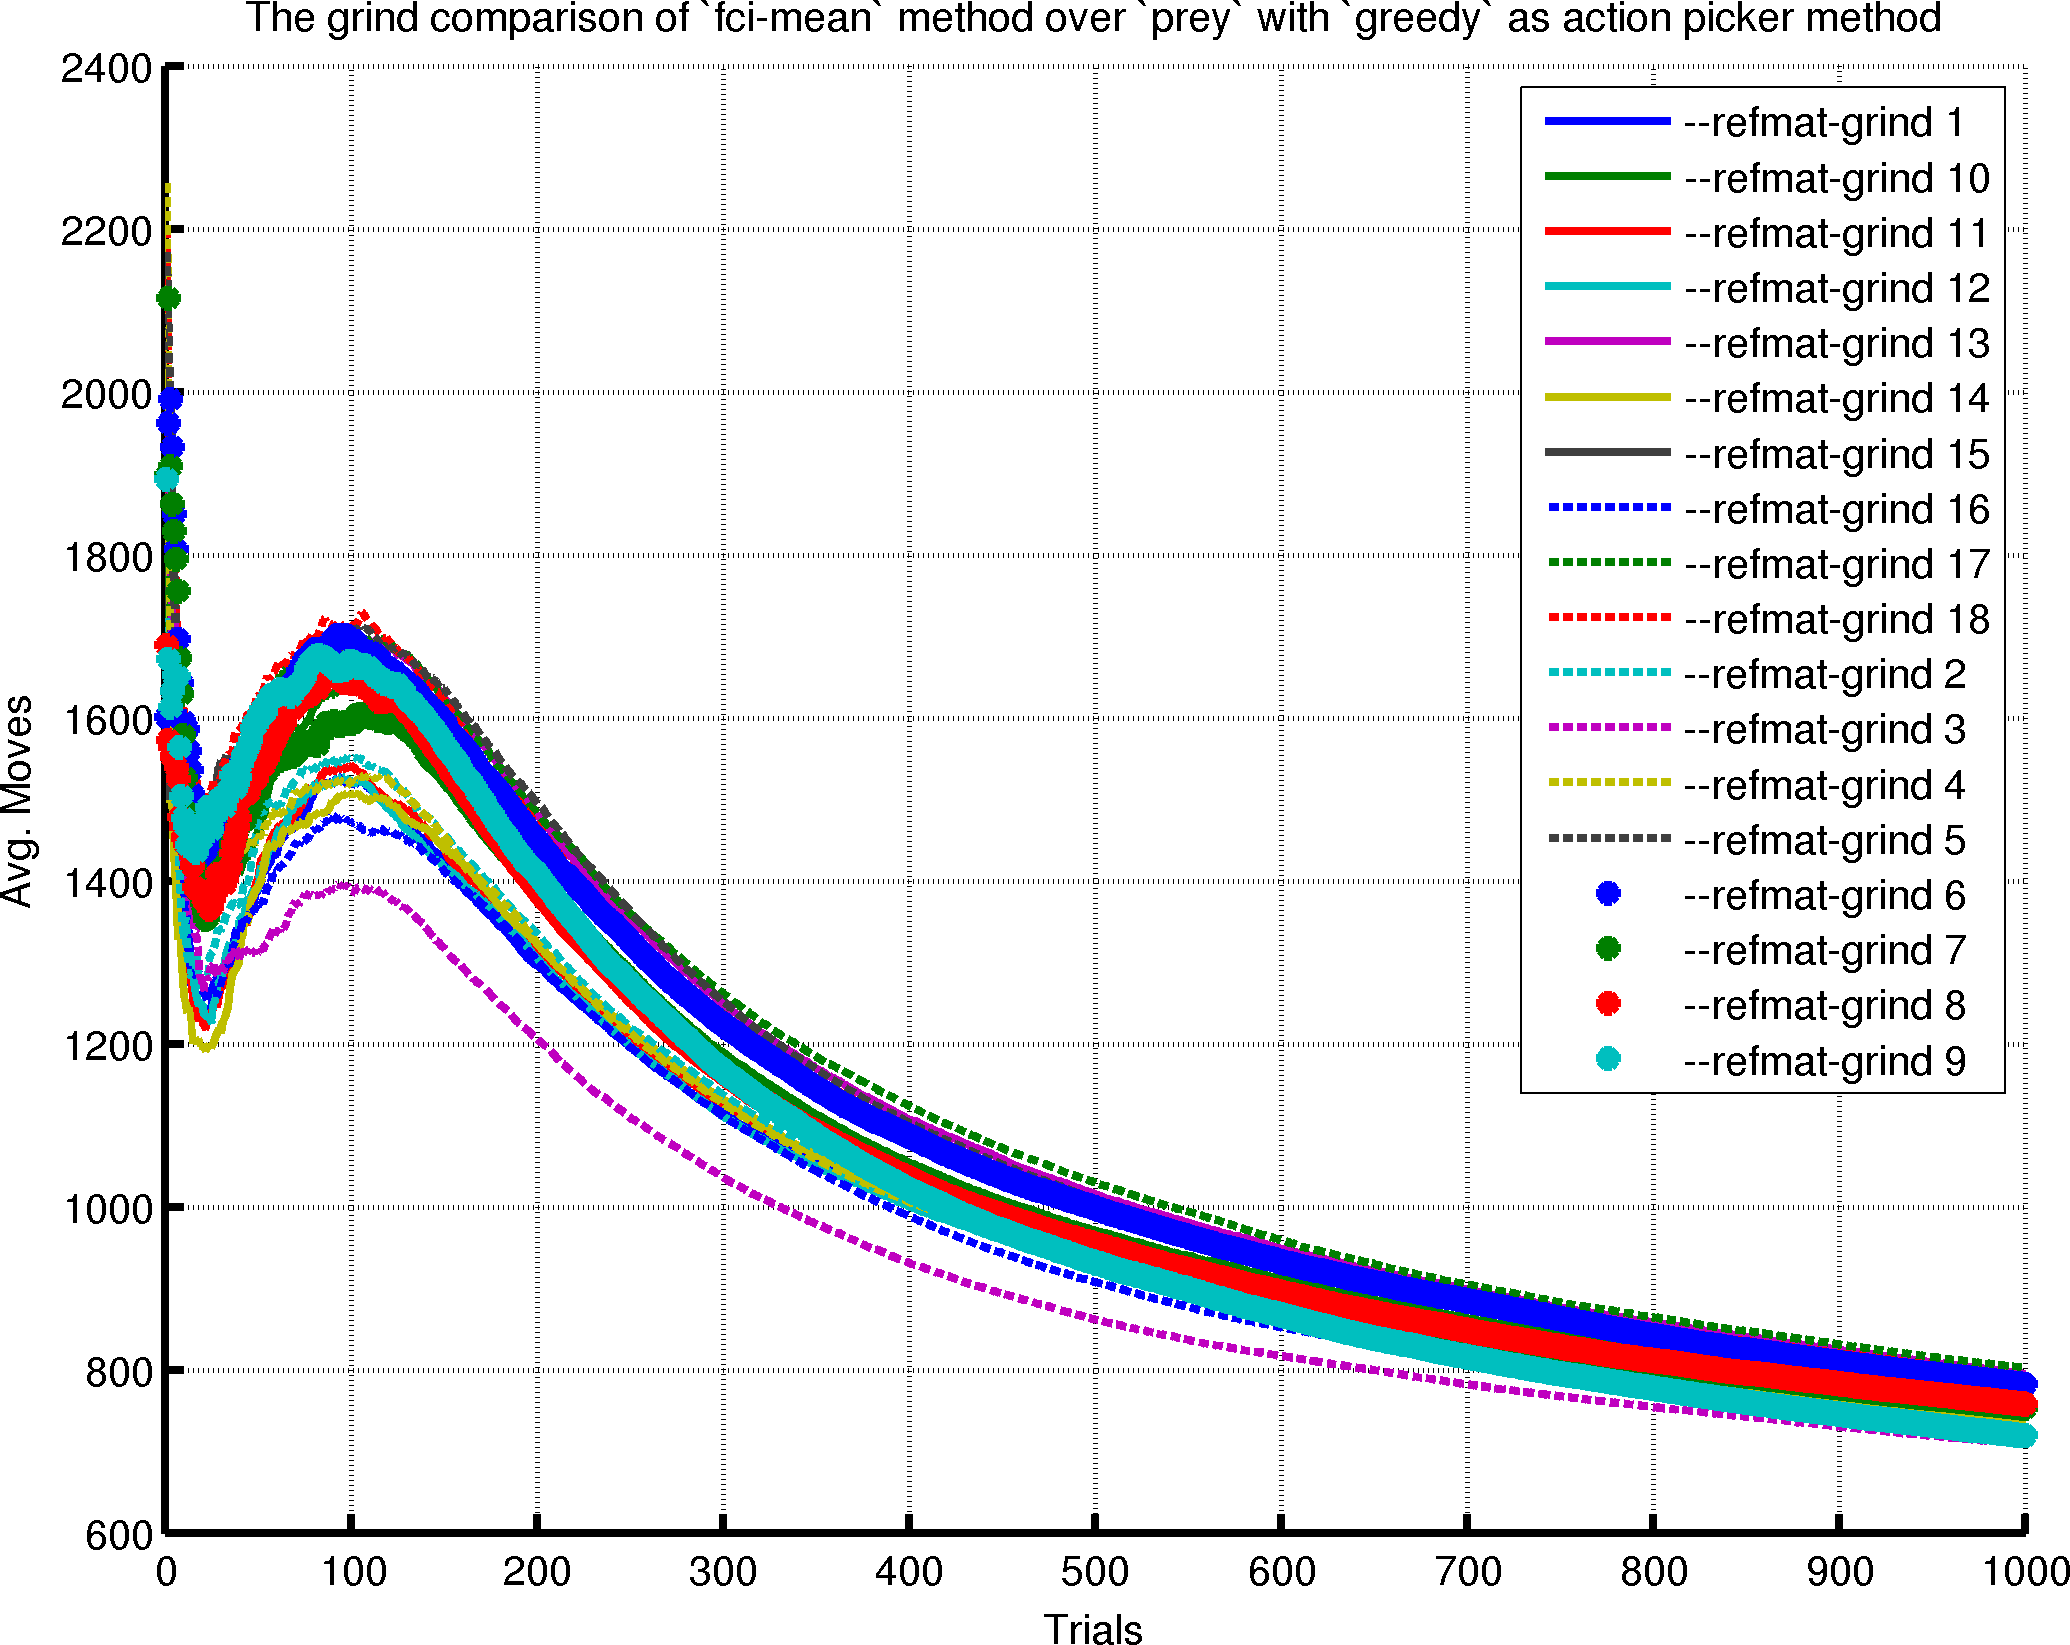 The grind comparison of `fci-mean` method over `prey` with `greedy` as action picker method
2400
2200
2000
1800
1600
1400
1200
1000
800
600
0 100 200 300 400 500 600 700 800 900 1000
Avg. Moves
Trials
--refmat-grind 1
--refmat-grind 10
--refmat-grind 11
--refmat-grind 12
--refmat-grind 13
--refmat-grind 14
--refmat-grind 15
--refmat-grind 16
--refmat-grind 17
--refmat-grind 18
--refmat-grind 2
--refmat-grind 3
--refmat-grind 4
--refmat-grind 5
--refmat-grind 6
--refmat-grind 7
--refmat-grind 8
--refmat-grind 9